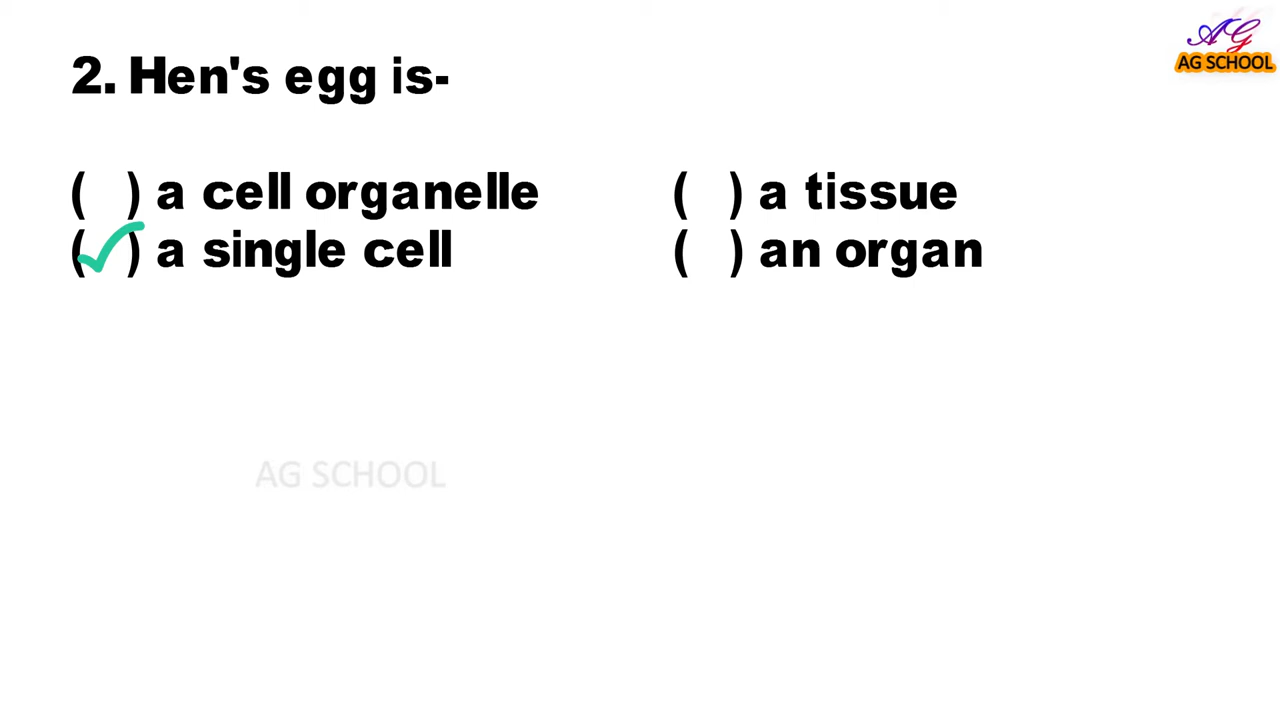 AG
AG SCHOOL
2. Hen's egg is-
( ) a cell organelle ( ) a tissue
(✓) a single cell ( ) an organ
AG SCHOOL